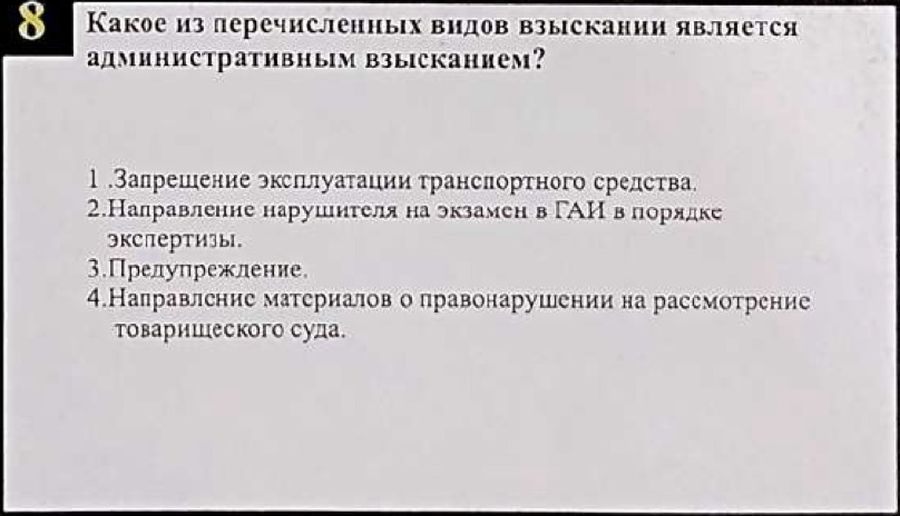 8
Какое из перечисленных видов взыскании является
административным взысканием?
1 .Запрещение эксплуатации транспортного средства.
2.Направление нарушителя на экзамен в ГАИ в порядке
экспертизы.
3.Предупреждение.
4.Направление материалов о правонарушении на рассмотрение
товарищеского суда.